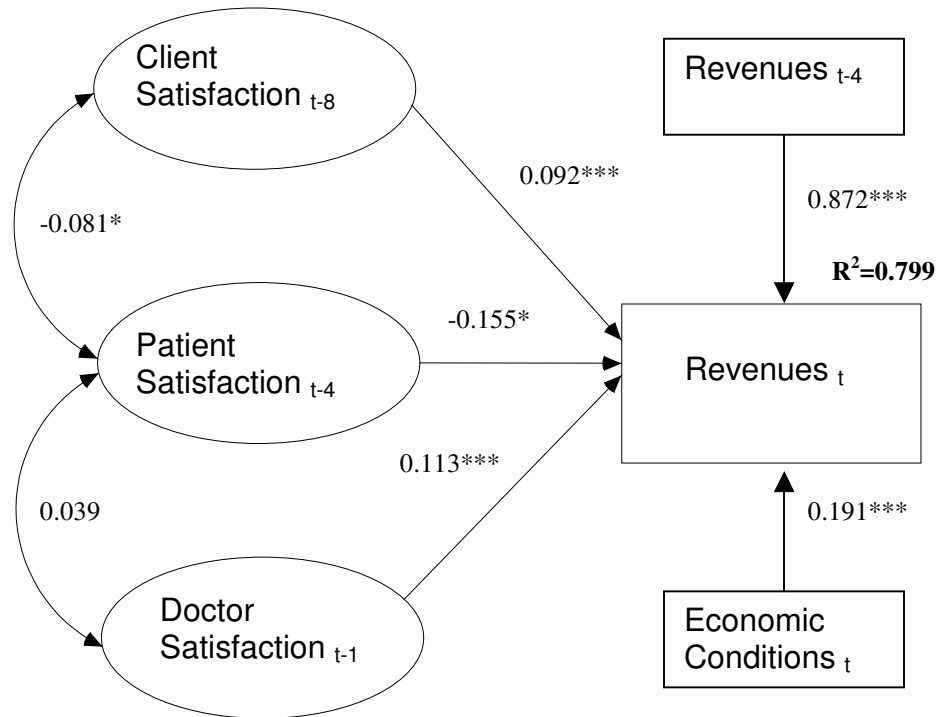 Client
Satisfaction t-8
Revenues t-4
0.092***
0.872***
-0.081*
R2=0.799
-0.155*
Patient
Satisfaction t-4
Revenues t
0.113***
0.039
0.191***
Doctor
Satisfaction t-1
Economic
Conditions t